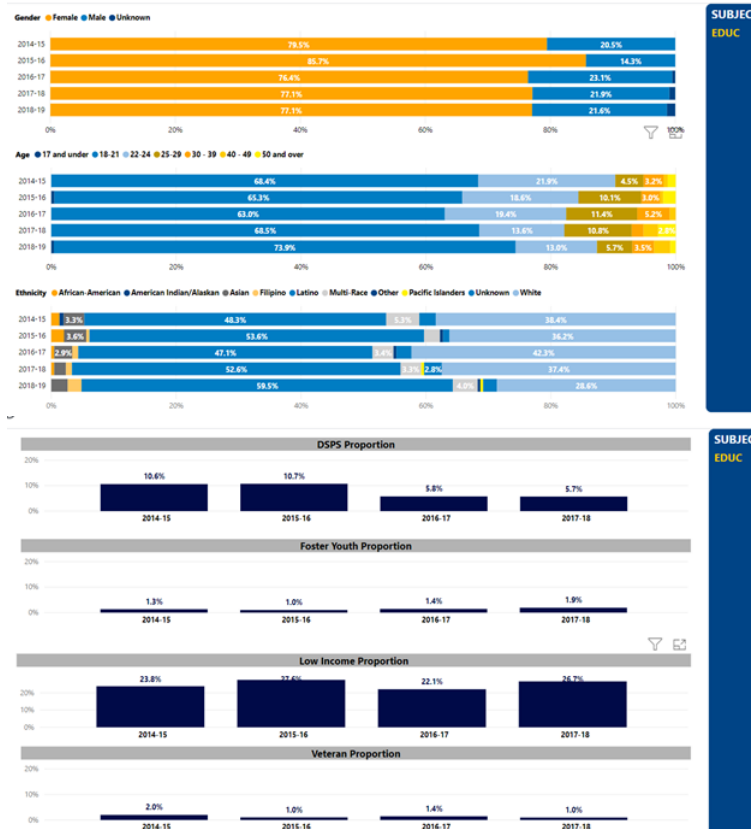 SUBJEC
EDUC
Gender Female Male Unknown
2014-15 79.5% 20.5%
2015-16 85.7% 14.3%
2016-17 76.4% 23.1%
2017-18 77.1% 21.9%
2018-19 77.1% 21.6%
0% 20% 40% 60% 80% 100%
Age 17 and under 18-21 22-24 25-29 30 - 39 40 - 49 50 and over
2014-15 68.4% 21.9% 4.5% 3.2%
2015-16 65.3% 18.6% 10.1% 3.0%
2016-17 63.0% 19.4% 11.4% 5.2%
2017-18 68.5% 13.6% 10.8% 2.8%
2018-19 73.9% 13.0% 5.7% 3.5%
0% 20% 40% 60% 80% 100%
Ethnicity African-American American Indian/Alaskan Asian Filipino Latino Multi-Race Other Pacific Islanders Unknown White
2014-15 3.3% 48.3% 5.3% 38.4%
2015-16 3.6% 53.6% 36.2%
2016-17 2.9% 47.1% 3.4% 42.3%
2017-18 52.6% 3.3% 2.8% 37.4%
2018-19 59.5% 4.0% 28.6%
0% 20% 40% 60% 80% 100%
SUBJEC
EDUC
DSPS Proportion
20%
10.6% 10.7% 5.8% 5.7%
10%
0%
2014-15 2015-16 2016-17 2017-18
Foster Youth Proportion
20%
10%
1.3% 1.0% 1.4% 1.9%
0%
2014-15 2015-16 2016-17 2017-18
Low Income Proportion
23.8% 27.6% 22.1% 26.7%
20%
10%
0%
2014-15 2015-16 2016-17 2017-18
Veteran Proportion
20%
10%
2.0% 1.0% 1.4% 1.0%
0%
2014-15 2015-16 2016-17 2017-18